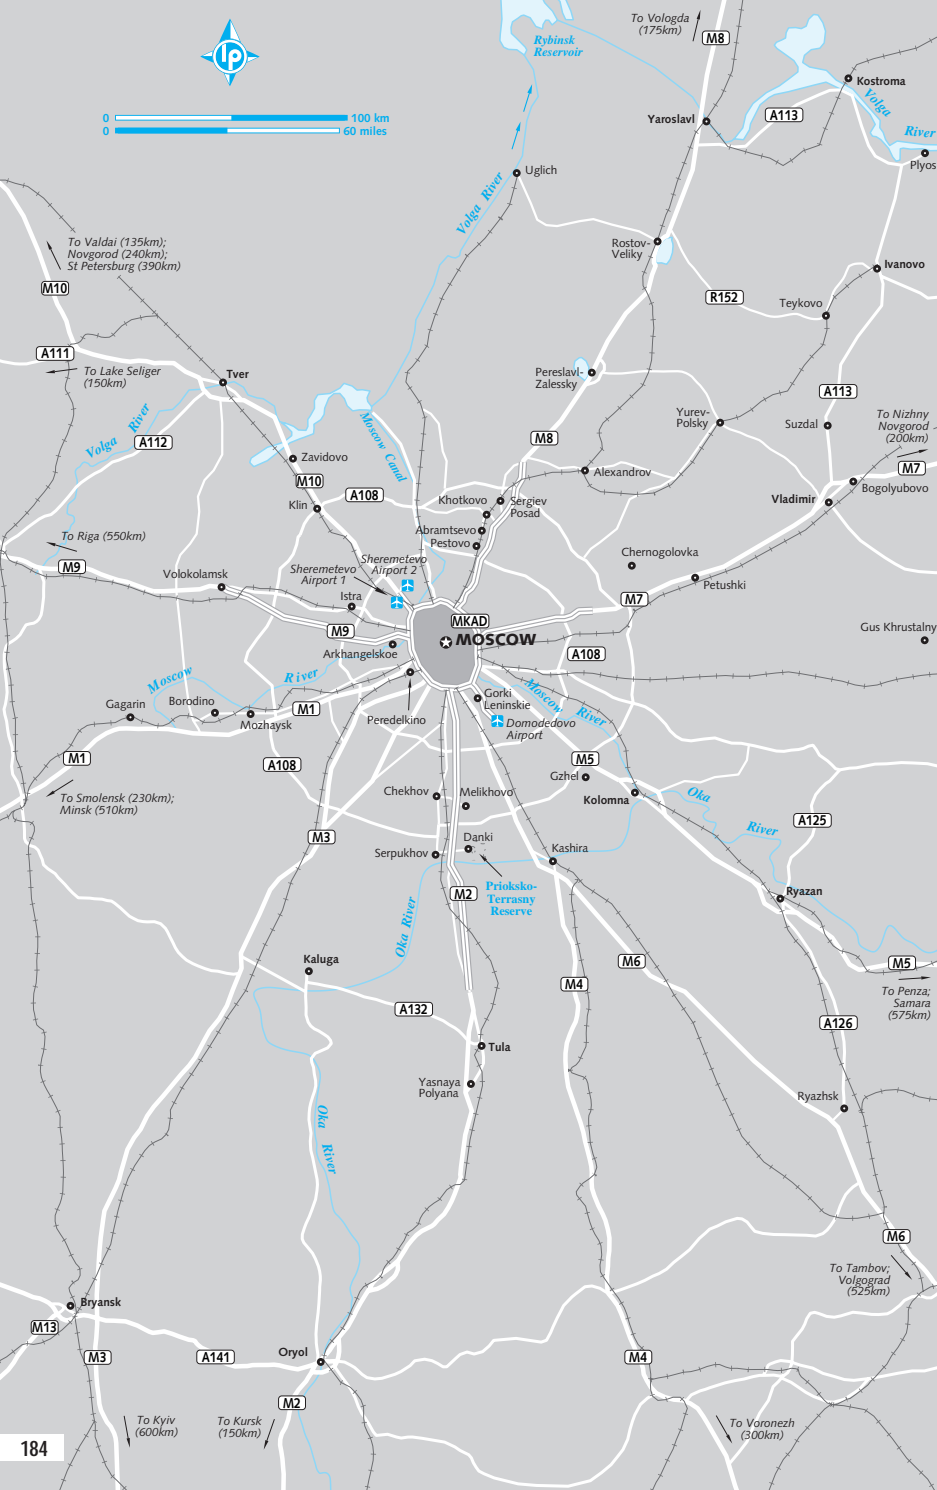 To Vologda
(175km)
M8
Rybinsk
Reservoir
lp
0 100 km
0 60 miles
Kostroma
Volga
River
Yaroslavl
A113
Plyos
Uglich
Volga River
To Valdai (135km);
Novgorod (240km);
St Petersburg (390km)
Rostov-
Veliky
Ivanovo
M10
R152
Teykovo
A111
To Lake Seliger
(150km)
Tver
Pereslavl-
Zalessky
A113
Volga River
A112
Moscow Canal
Yurev-
Polsky
Suzdal
To Nizhny
Novgorod
(200km)
M8
Zavidovo
M7
M10
Alexandrov
Bogolyubovo
A108
Klin
Khotkovo
Sergiev
Posad
Vladimir
Abramtsevo
Pestovo
To Riga (550km)
Sheremetevo
Airport 2
Sheremetevo
Airport 1
Chernogolovka
M9
Volokolamsk
Petushki
Istra
M7
MKAD
M9
MOSCOW
Gus Khrustalny
Arkhangelskoe
A108
Moscow River
Gorki
Leninskie
Moscow River
Gagarin
Borodino
M1
Mozhaysk
Peredelkino
Domodedovo
Airport
M1
A108
M5
Gzhel
To Smolensk (230km);
Minsk (510km)
Chekhov
Melikhovo
Kolomna
Oka
River
A125
M3
Danki
Serpukhov
Kashira
Prioksko-
Terrasny
Reserve
M2
Ryazan
Oka River
Kaluga
M6
M5
M4
To Penza;
Samara
(575km)
A132
A126
Tula
Yasnaya
Polyana
Ryazhsk
Oka
River
M6
To Tambov;
Volgograd
(525km)
Bryansk
M13
M3
A141
Oryol
M4
M2
To Kyiv
(600km)
To Kursk
(150km)
To Voronezh
(300km)
184